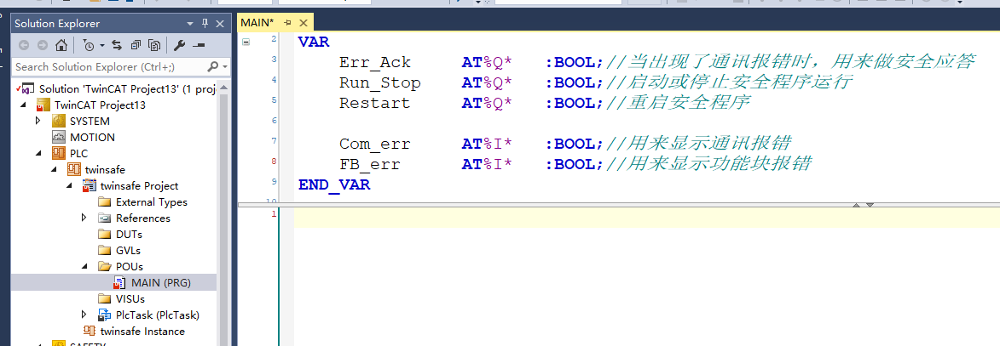 Solution Explorer
Search Solution Explorer (Ctrl+;)
Solution 'TwinCAT Project13' (1 proj
TwinCAT Project13
SYSTEM
MOTION
PLC
twinsafe
twinsafe Project
External Types
References
DUTs
GVLs
POUs
MAIN (PRG)
VISUs
PlcTask (PlcTask)
twinsafe Instance
SAFETY
MAIN*
2 VAR
3 Err_Ack AT%Q* :BOOL;//当出现了通讯报错时，用来做安全应答
4 Run_Stop AT%Q* :BOOL;//启动或停止安全程序运行
5 Restart AT%Q* :BOOL;//重启安全程序
6
7 Com_err AT%I* :BOOL;//用来显示通讯报错
8 FB_err AT%I* :BOOL;//用来显示功能块报错
9 END_VAR
10
1